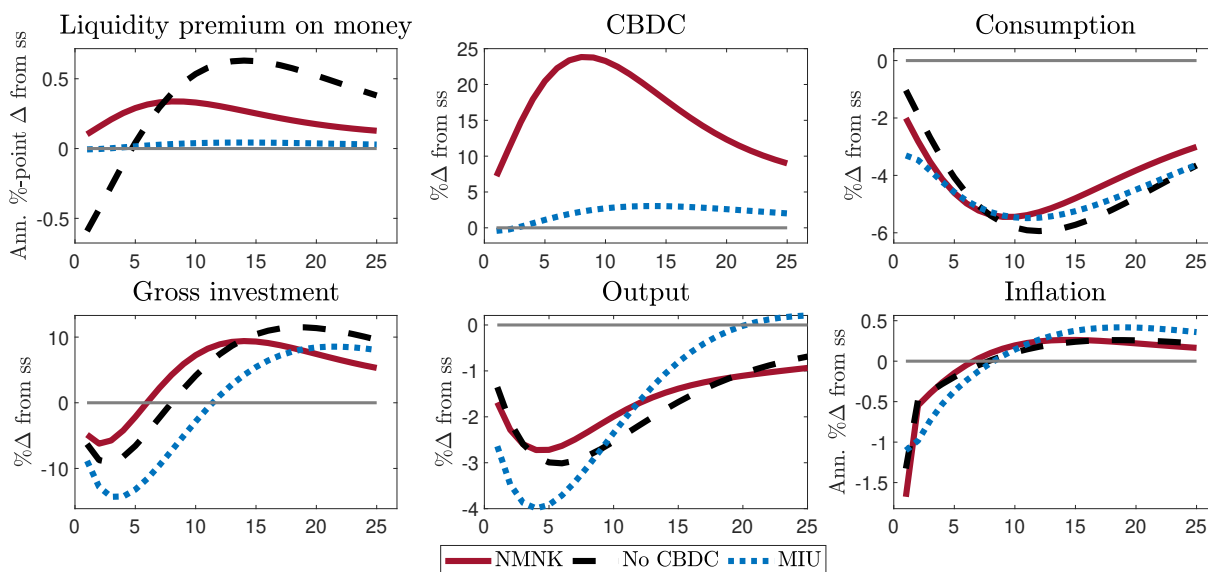 Liquidity premium on money
CBDC
Consumption
Ann. %-point Δ from ss
0.5
0
-0.5
0 5 10 15 20 25
%Δ from ss
25
20
15
10
5
0
-5
0 5 10 15 20 25
%Δ from ss
0
-2
-4
-6
0 5 10 15 20 25
Gross investment
Output
Inflation
%Δ from ss
10
0
-10
0 5 10 15 20 25
%Δ from ss
0
-1
-2
-3
-4
0 5 10 15 20 25
Ann. %Δ from ss
0.5
0
-0.5
-1
-1.5
0 5 10 15 20 25
NMNK No CBDC MIU